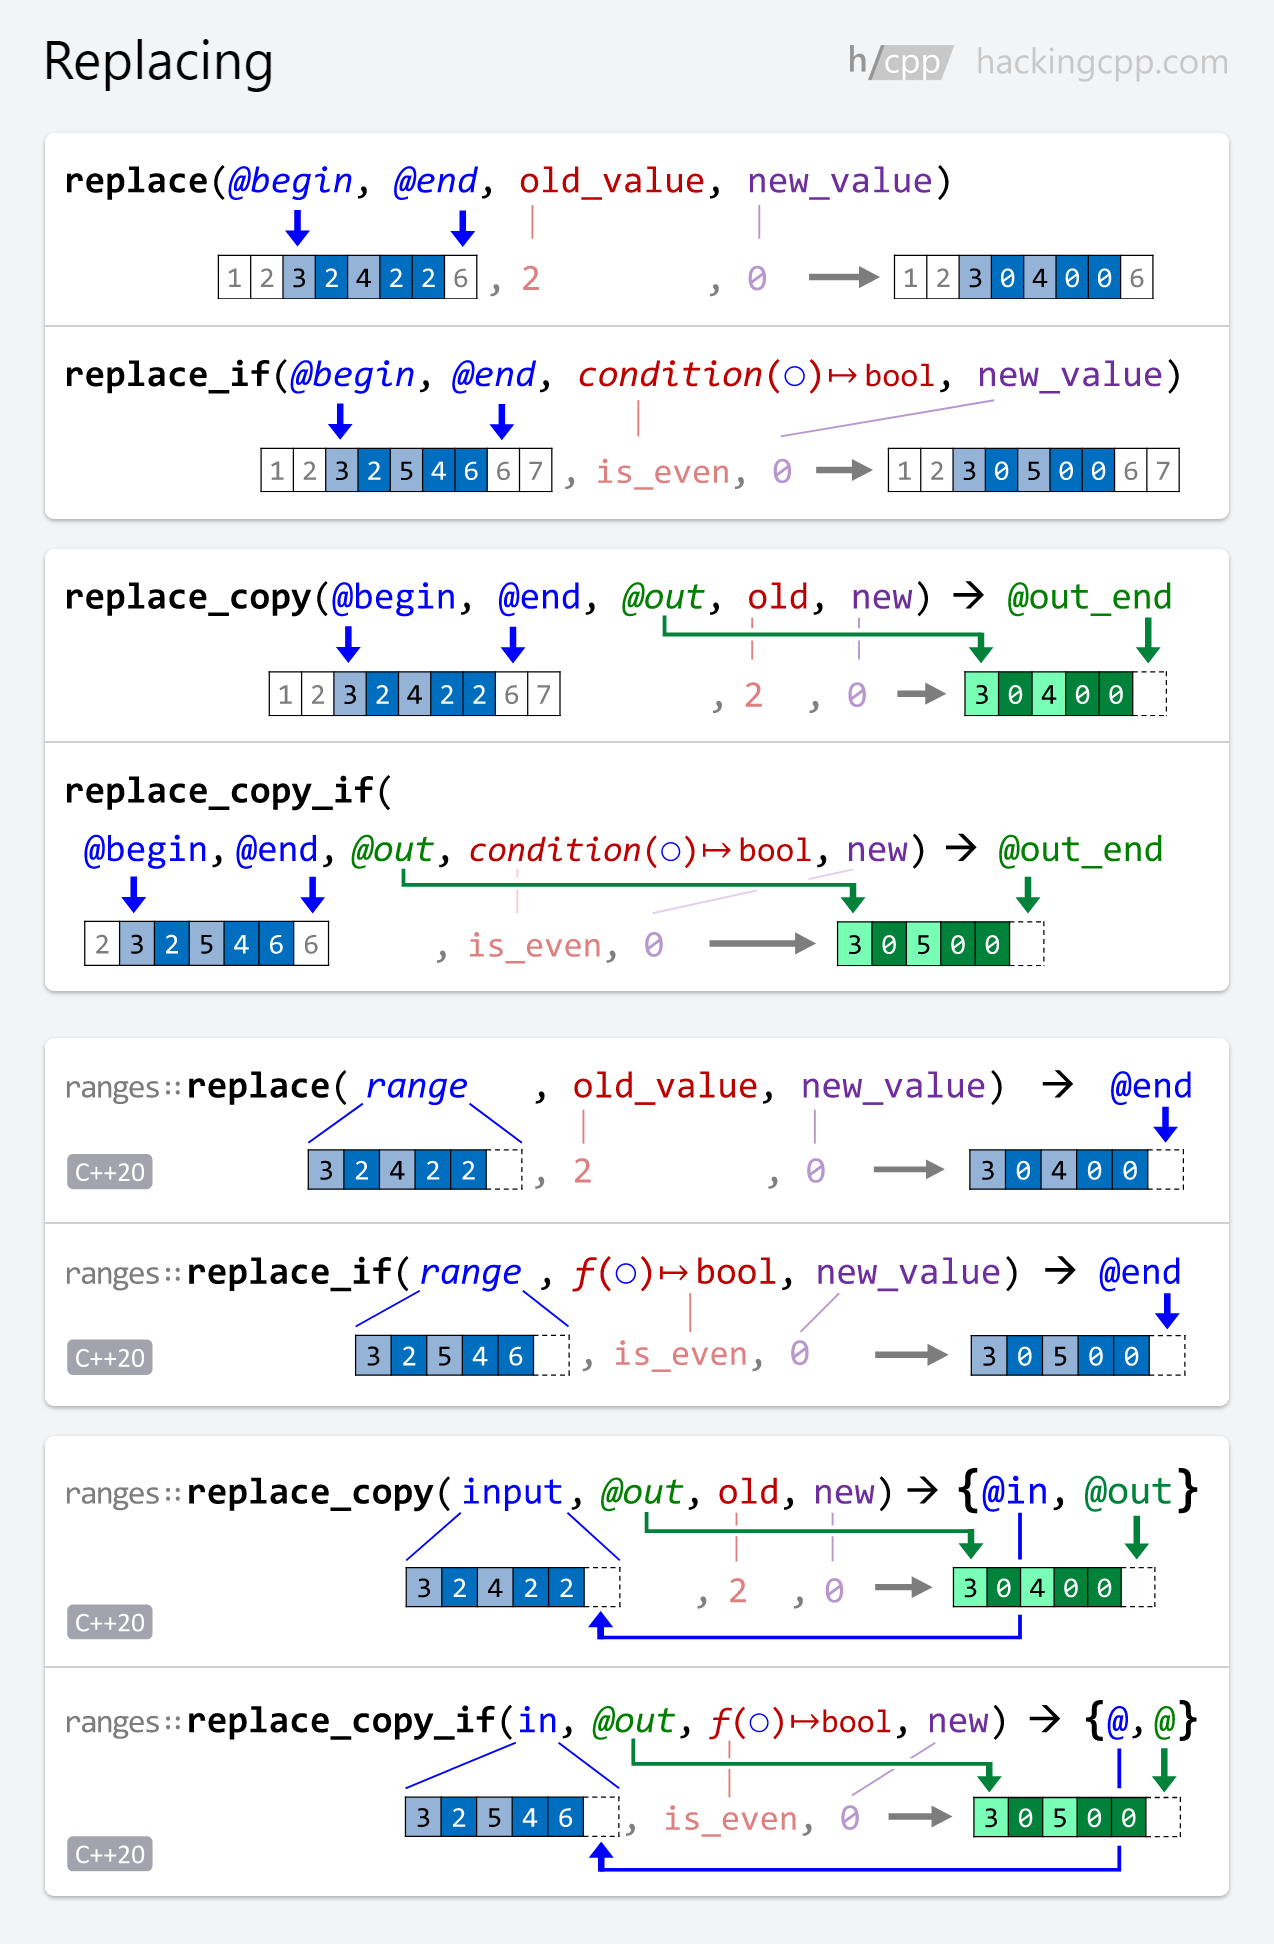 Replacing h/cpp hackingcpp.com
replace(@begin, @end, old_value, new_value)
1 2 3 2 4 2 2 6 , 2 , 0 1 2 3 0 4 0 0 6
replace_if(@begin, @end, condition(○)↦bool, new_value)
1 2 3 2 5 4 6 6 7 , is_even, 0 1 2 3 0 5 0 0 6 7
replace_copy(@begin, @end, @out, old, new) → @out_end
1 2 3 2 4 2 2 6 7 , 2 , 0 3 0 4 0 0
replace_copy_if(
@begin, @end, @out, condition(○)↦bool, new) → @out_end
2 3 2 5 4 6 6 , is_even, 0 3 0 5 0 0
ranges::replace( range , old_value, new_value) → @end
C++20 3 2 4 2 2 , 2 , 0 3 0 4 0 0
ranges::replace_if( range , f(○)↦bool, new_value) → @end
C++20 3 2 5 4 6 , is_even, 0 3 0 5 0 0
ranges::replace_copy( input, @out, old, new) → {@in, @out}
3 2 4 2 2 , 2 , 0 3 0 4 0 0
C++20
ranges::replace_copy_if(in, @out, f(○)↦bool, new) → {@,@}
3 2 5 4 6 , is_even, 0 3 0 5 0 0
C++20